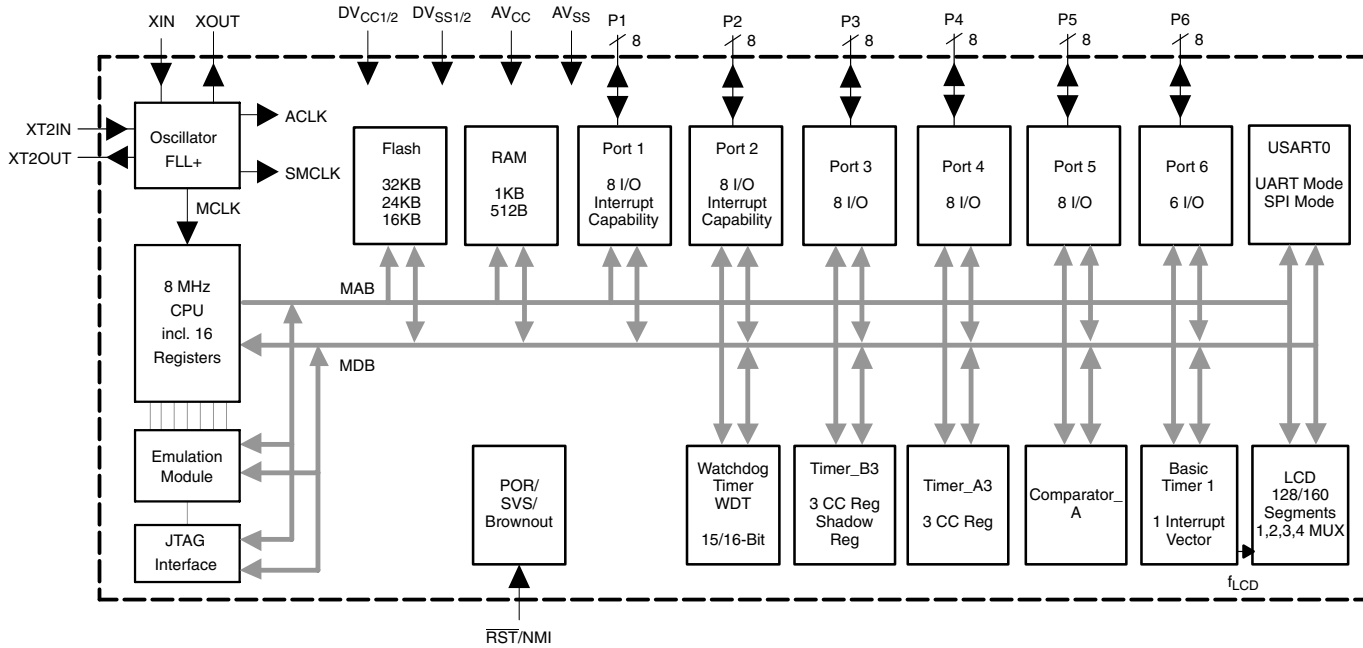 XIN
XOUT
DVCC1/2
DVSS1/2
AVCC
AVSS
P1
P2
P3
P4
P5
P6
8
8
8
8
8
8
XT2IN
XT2OUT
Oscillator
FLL+
ACLK
SMCLK
MCLK
Flash
32KB
24KB
16KB
RAM
1KB
512B
Port 1
8 I/O
Interrupt
Capability
Port 2
8 I/O
Interrupt
Capability
Port 3
8 I/O
Port 4
8 I/O
Port 5
8 I/O
Port 6
6 I/O
USART0
UART Mode
SPI Mode
8 MHz
CPU
incl. 16
Registers
MAB
MDB
Emulation
Module
JTAG
Interface
POR/
SVS/
Brownout
Watchdog
Timer
WDT
15/16-Bit
Timer_B3
3 CC Reg
Shadow
Reg
Timer_A3
3 CC Reg
Comparator_
A
Basic
Timer 1
1 Interrupt
Vector
LCD
128/160
Segments
1,2,3,4 MUX
fLCD
RST/NMI